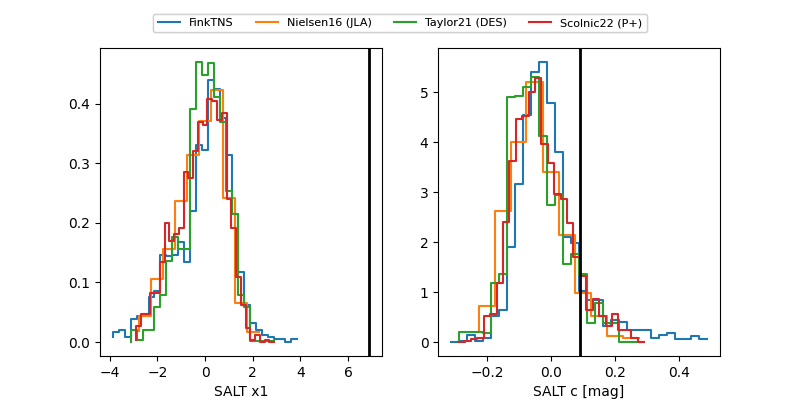 FinkTNS Nielsen16 (JLA) Taylor21 (DES) Scolnic22 (P+)
0.4
0.3
0.2
0.1
0.0
−4 −2 0 2 4 6
SALT x1
5
4
3
2
1
0
−0.2 0.0 0.2 0.4
SALT c [mag]